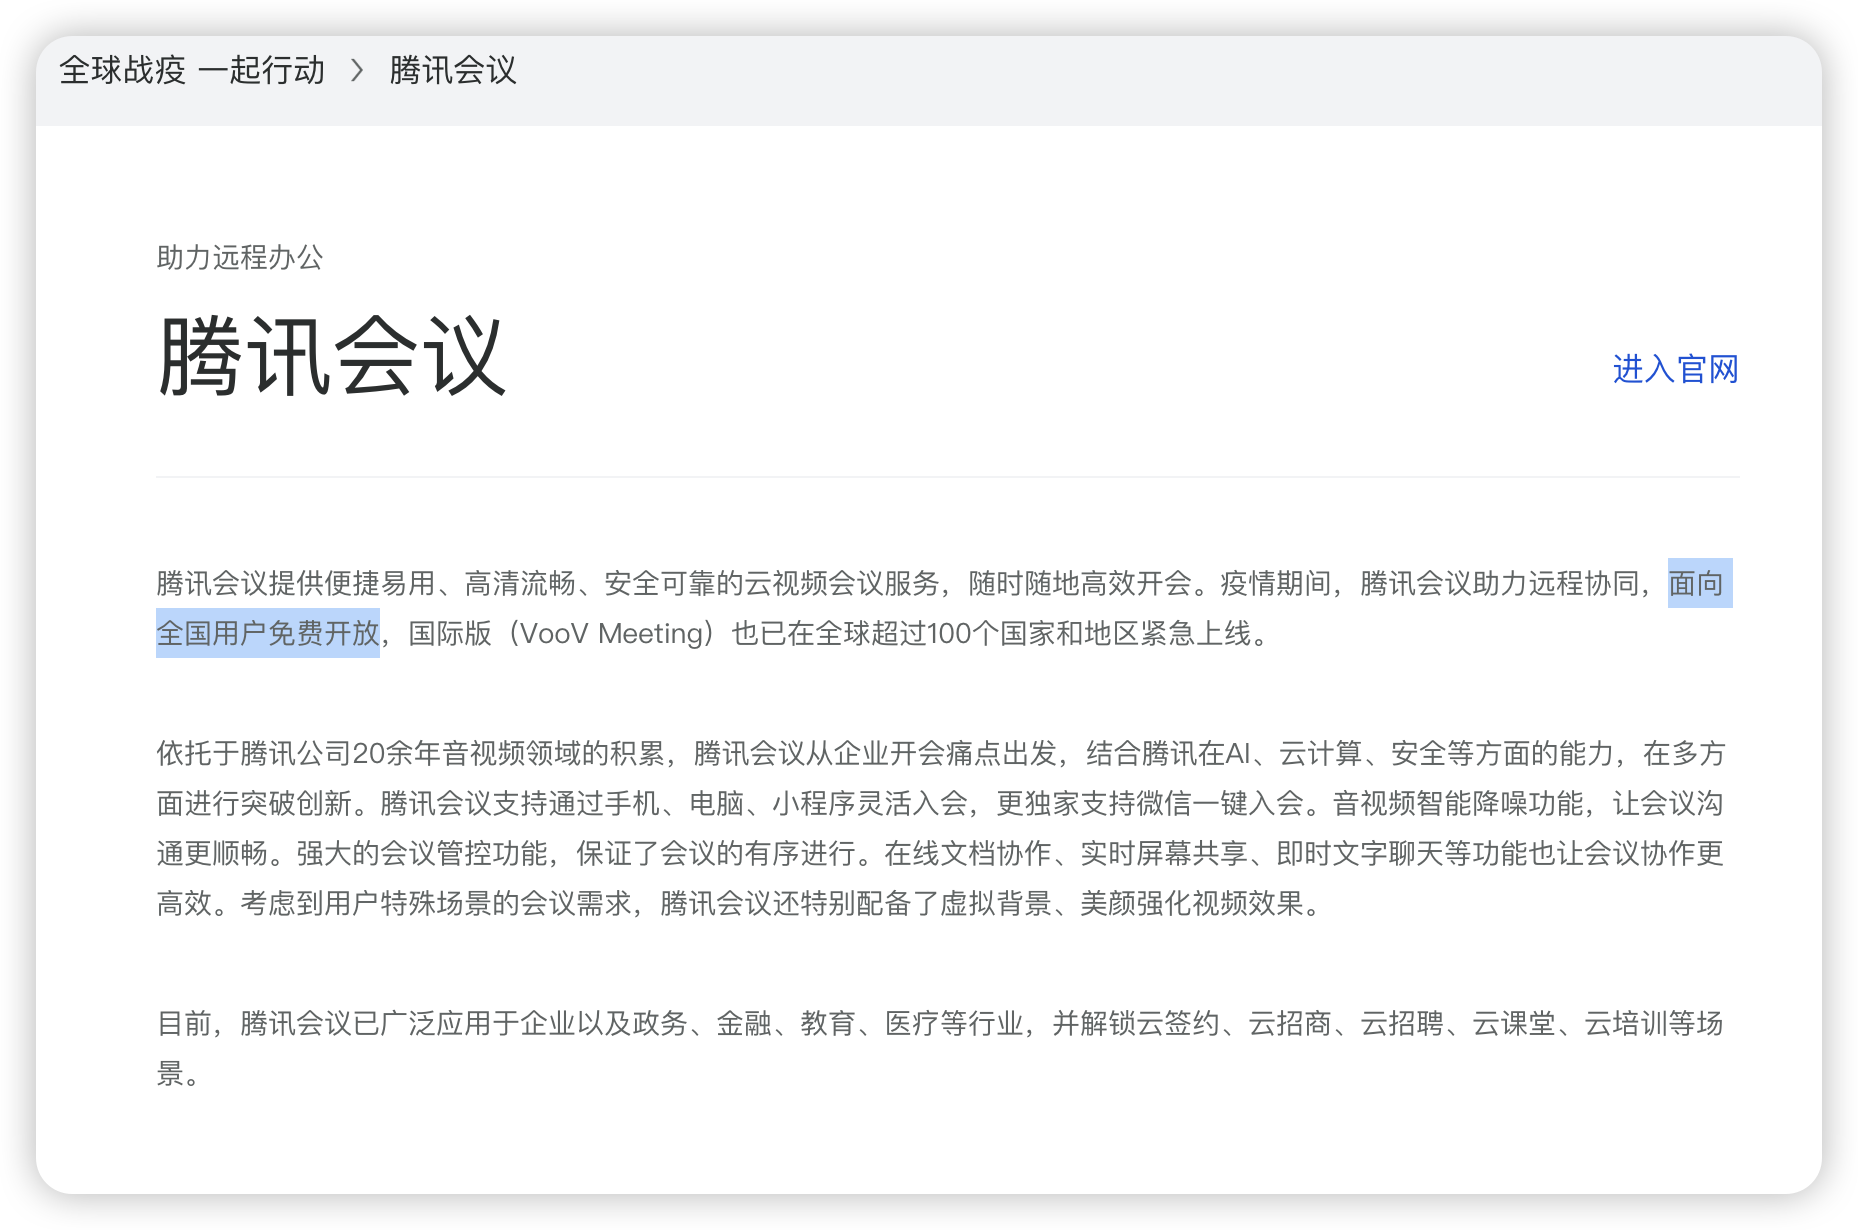 全球战疫 一起行动 > 腾讯会议
助力远程办公
腾讯会议
进入官网
腾讯会议提供便捷易用、高清流畅、安全可靠的云视频会议服务，随时随地高效开会。疫情期间，腾讯会议助力远程协同，面向
全国用户免费开放，国际版（VooV Meeting）也已在全球超过100个国家和地区紧急上线。
依托于腾讯公司20余年音视频领域的积累，腾讯会议从企业开会痛点出发，结合腾讯在AI、云计算、安全等方面的能力，在多方
面进行突破创新。腾讯会议支持通过手机、电脑、小程序灵活入会，更独家支持微信一键入会。音视频智能降噪功能，让会议沟
通更顺畅。强大的会议管控功能，保证了会议的有序进行。在线文档协作、实时屏幕共享、即时文字聊天等功能也让会议协作更
高效。考虑到用户特殊场景的会议需求，腾讯会议还特别配备了虚拟背景、美颜强化视频效果。
目前，腾讯会议已广泛应用于企业以及政务、金融、教育、医疗等行业，并解锁云签约、云招商、云招聘、云课堂、云培训等场
景。